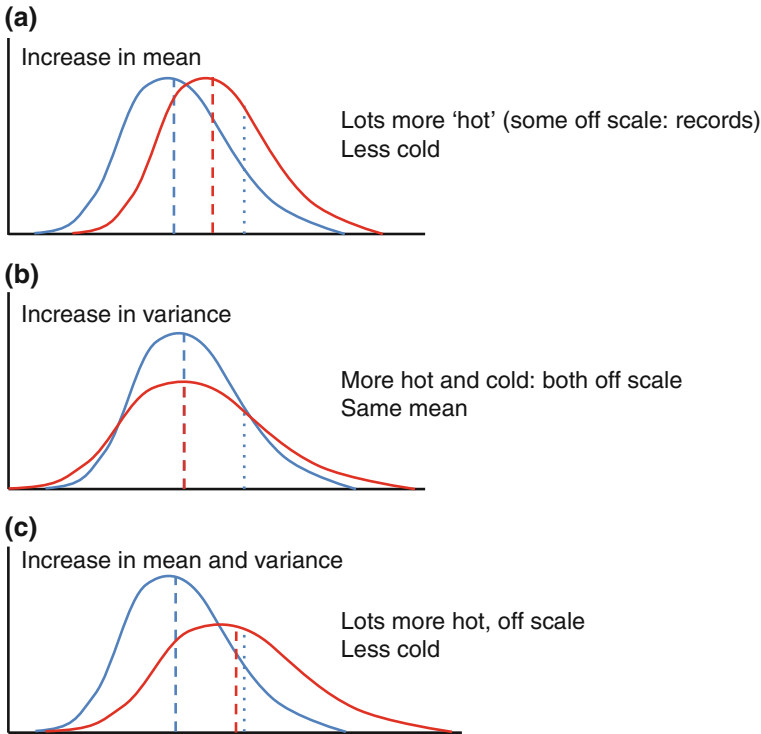 (a)
Increase in mean
Lots more ‘hot’ (some off scale: records)
Less cold
(b)
Increase in variance
More hot and cold: both off scale
Same mean
(c)
Increase in mean and variance
Lots more hot, off scale
Less cold